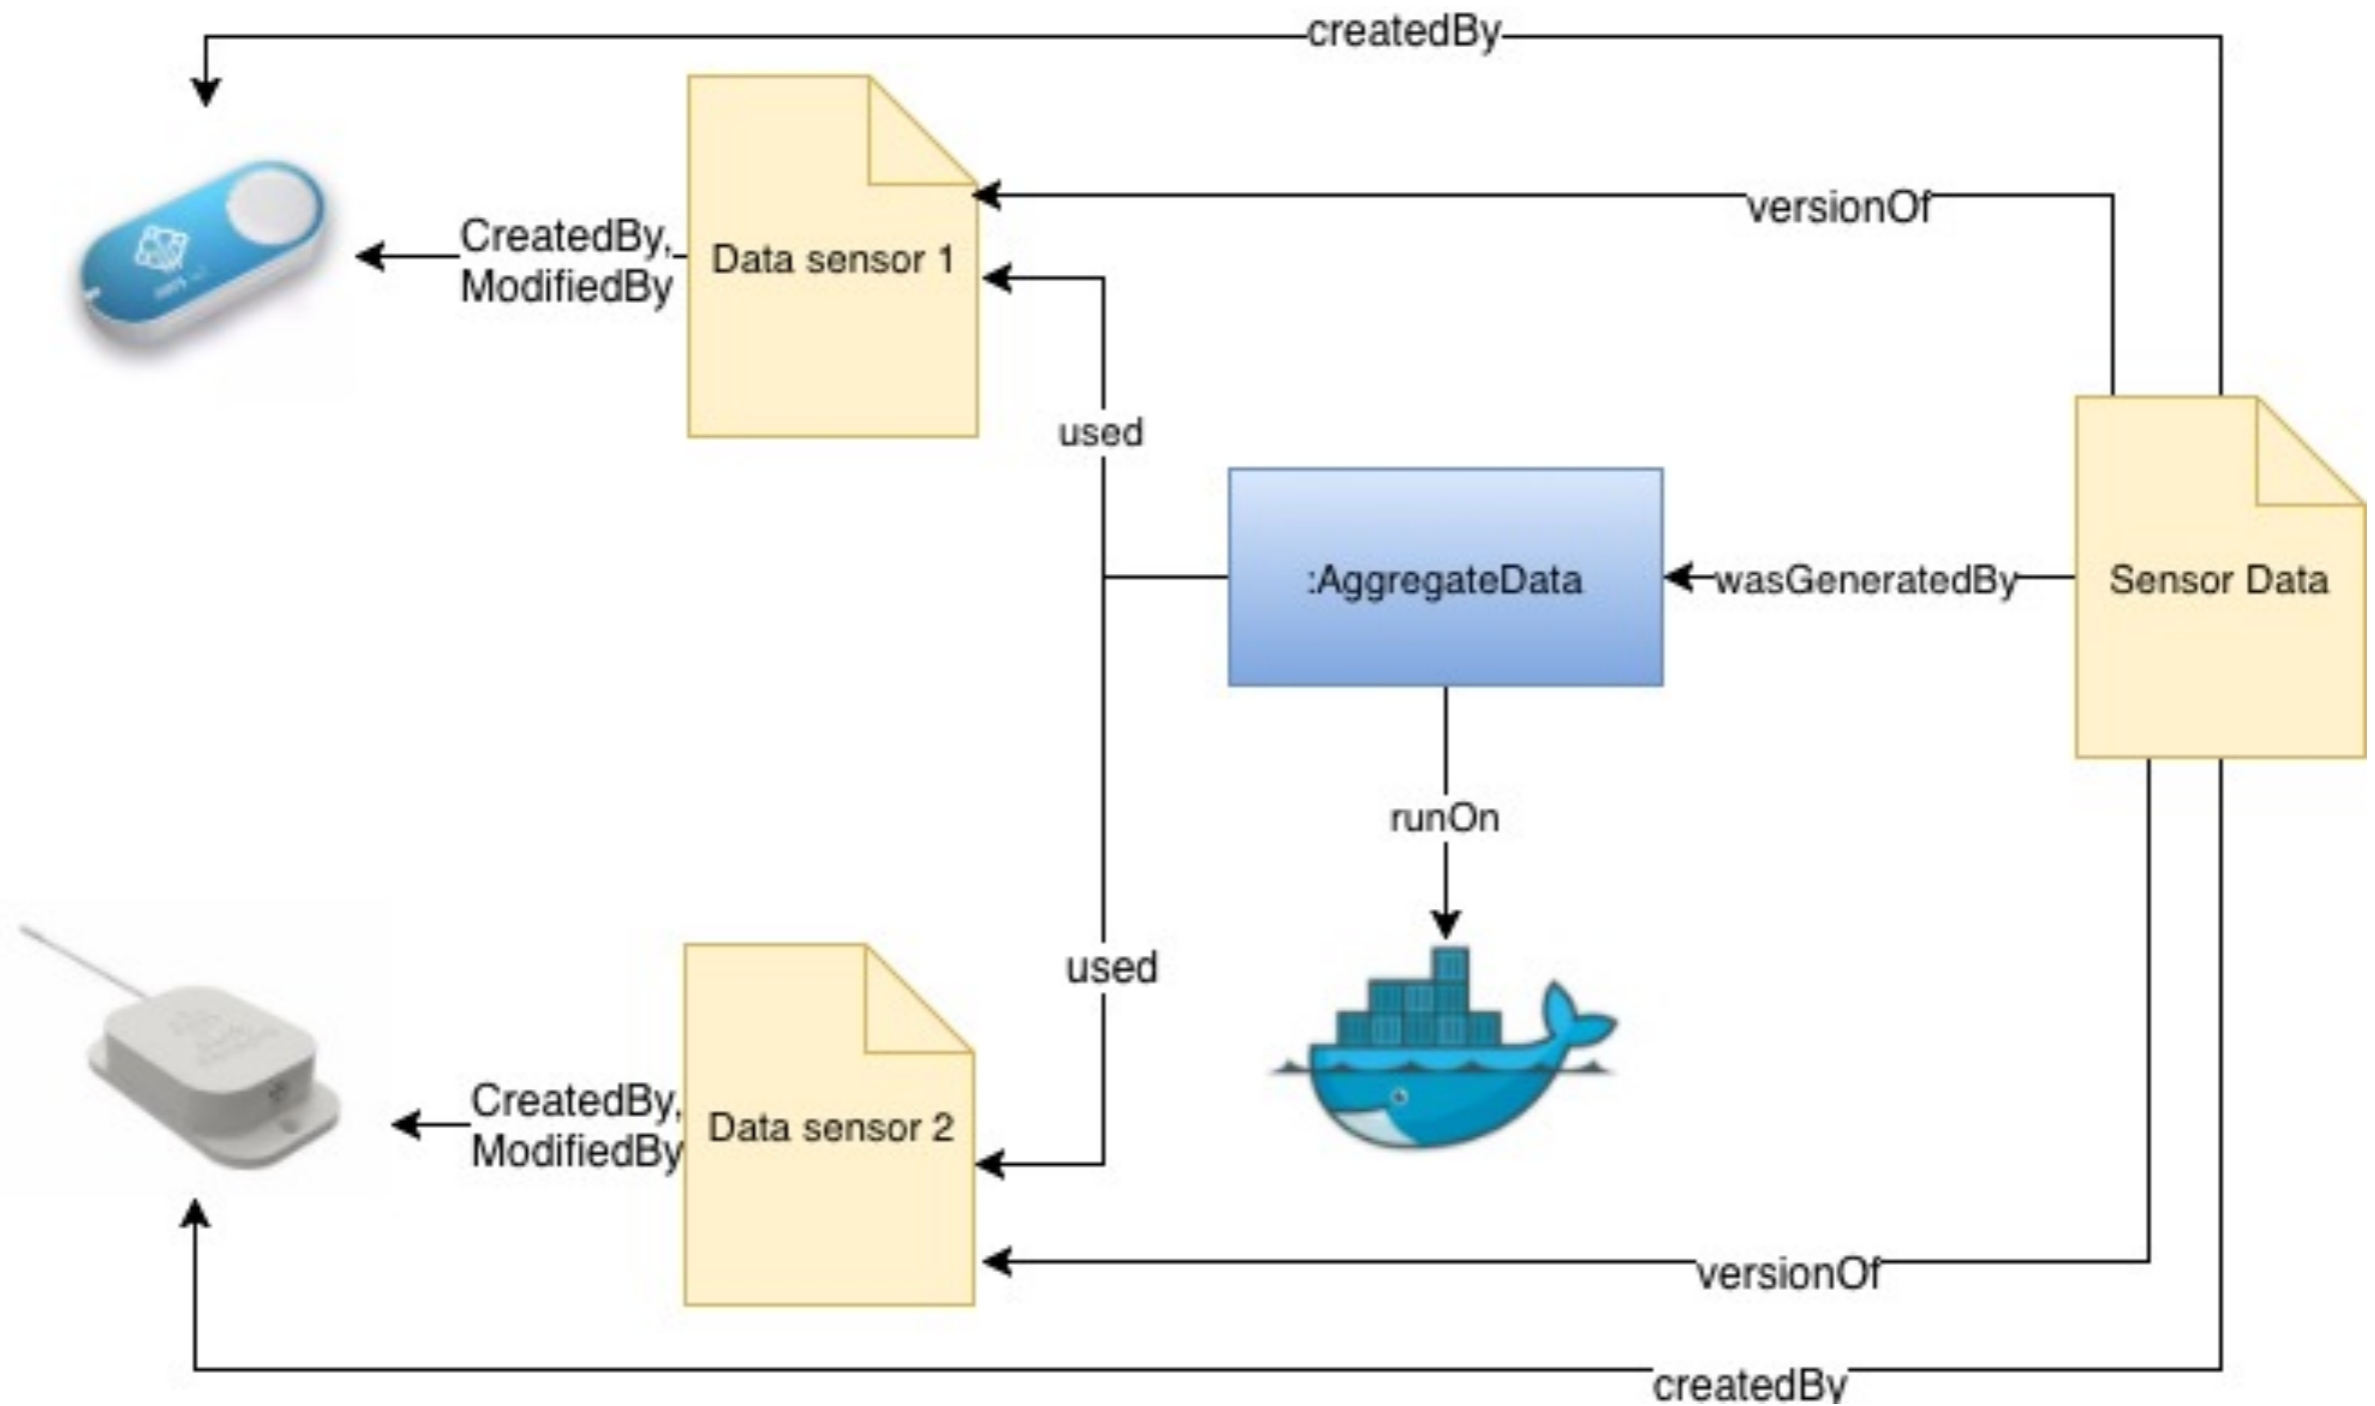 createdBy
versionOf
CreatedBy,
ModifiedBy
Data sensor 1
used
:AggregateData
wasGeneratedBy
Sensor Data
runOn
used
CreatedBy,
ModifiedBy
Data sensor 2
versionOf
createdBy